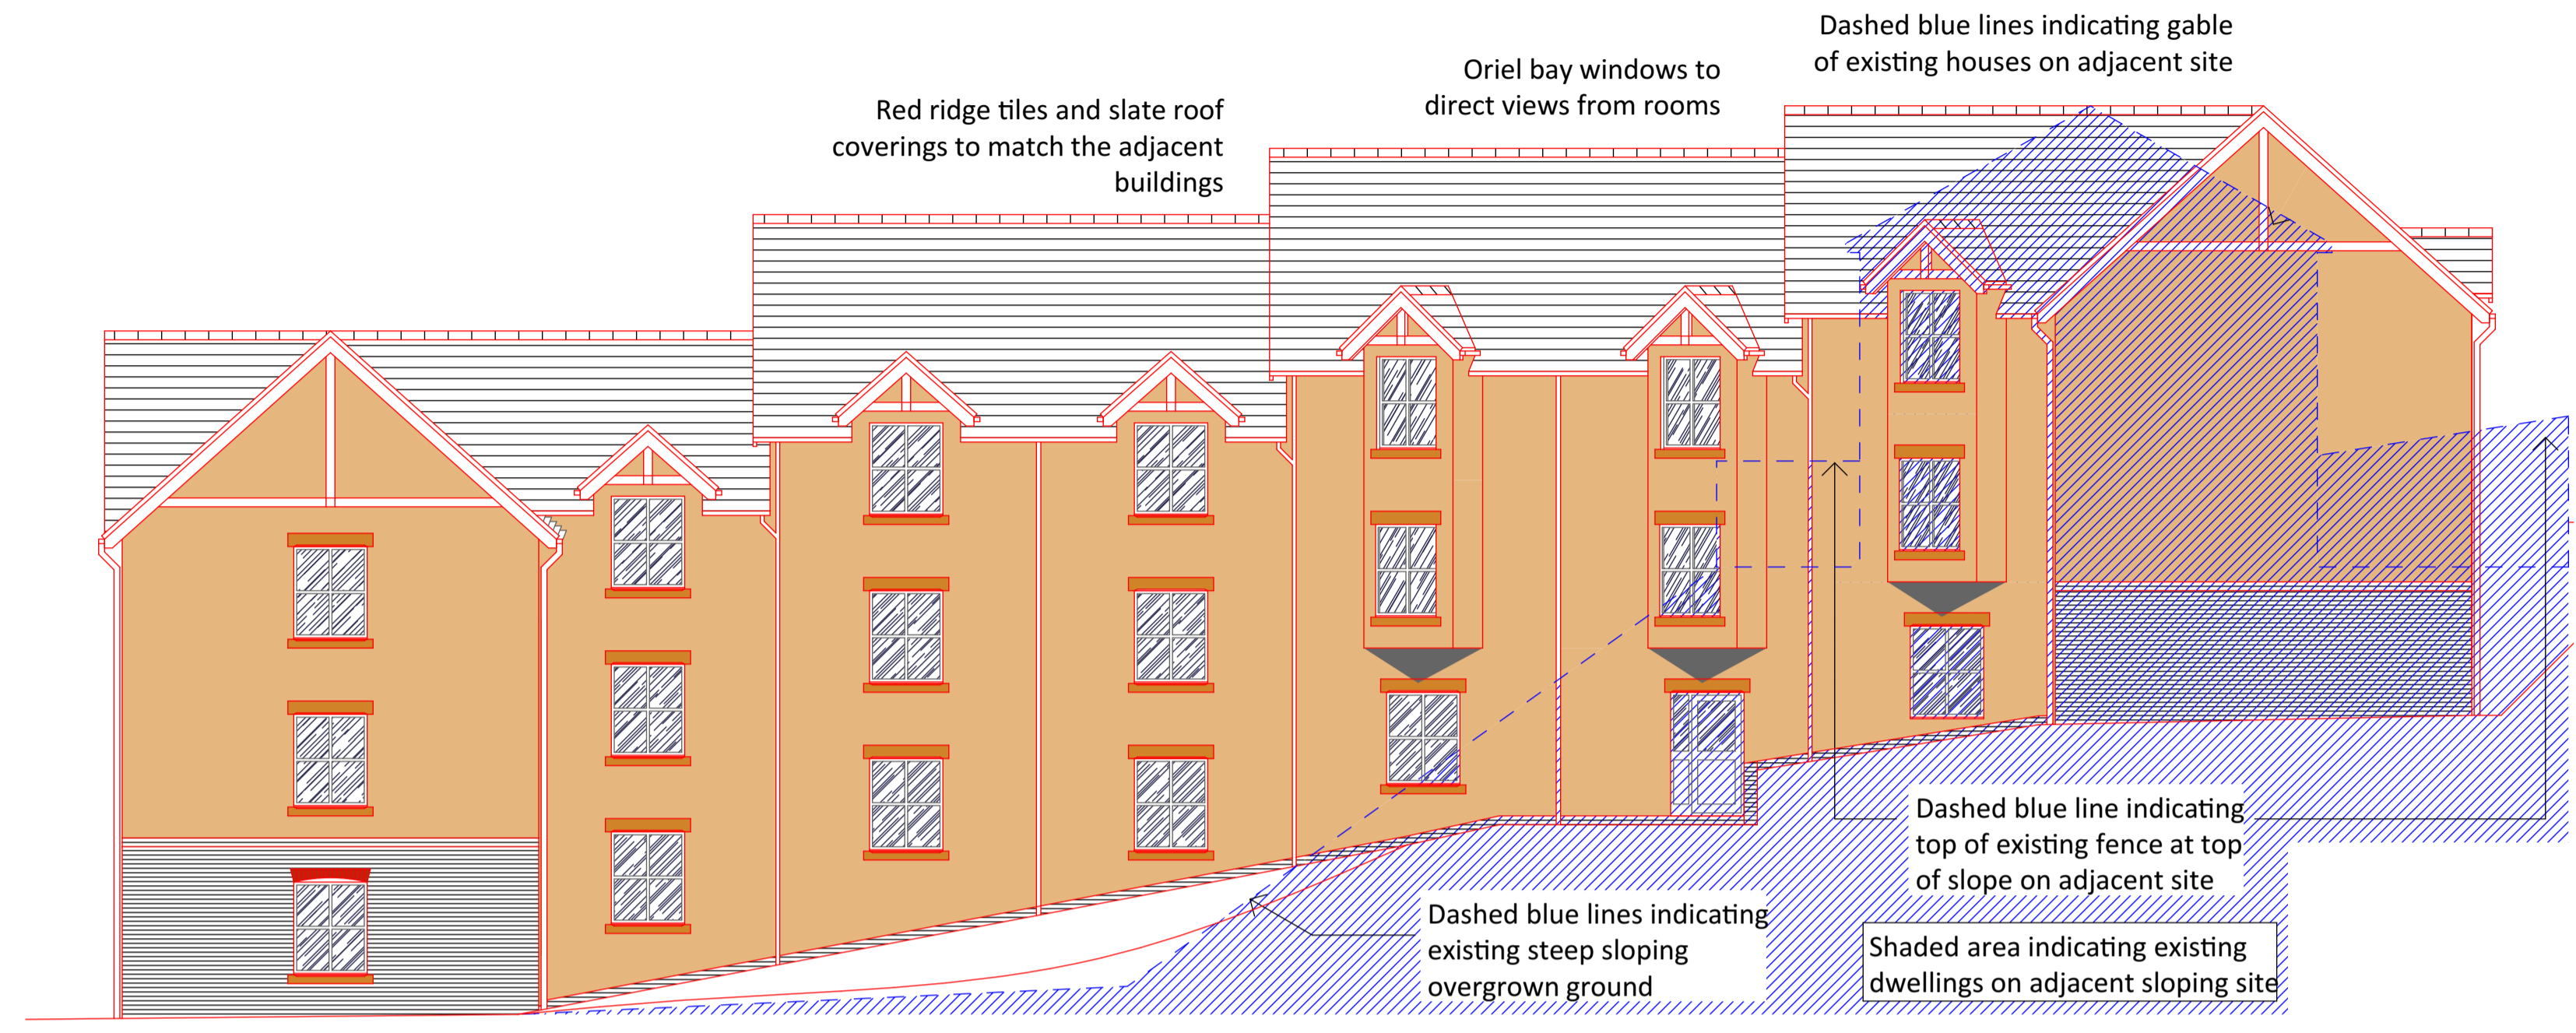 Dashed blue lines indicating gable
of existing houses on adjacent site
Oriel bay windows to
direct views from rooms
Red ridge tiles and slate roof
coverings to match the adjacent
buildings
Dashed blue line indicating
top of existing fence at top
of slope on adjacent site
Dashed blue lines indicating
existing steep sloping
overgrown ground
Shaded area indicating existing
dwellings on adjacent sloping site